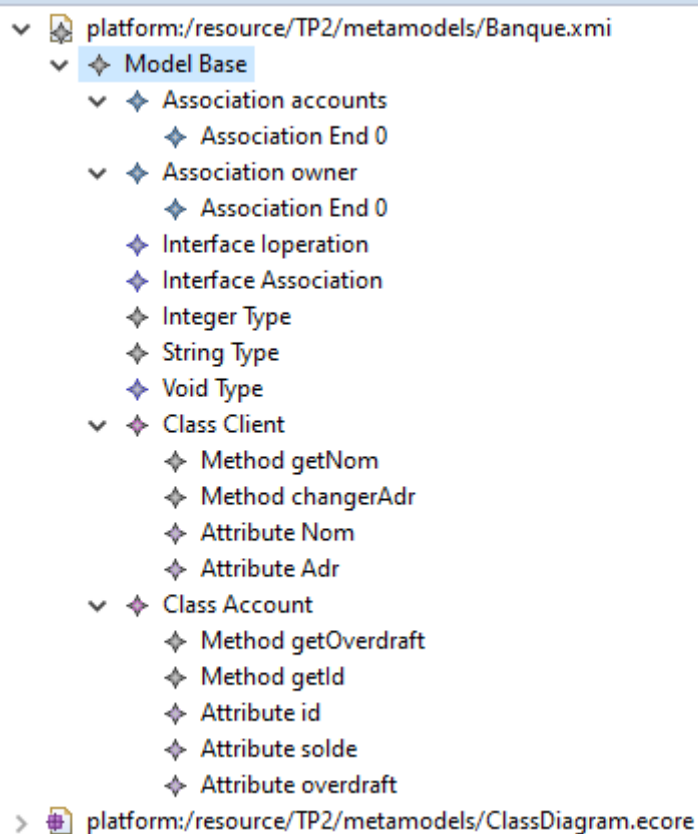 platform:/resource/TP2/metamodels/Banque.xmi
Model Base
Association accounts
Association End 0
Association owner
Association End 0
Interface Ioperation
Interface Association
Integer Type
String Type
Void Type
Class Client
Method getNom
Method changerAdr
Attribute Nom
Attribute Adr
Class Account
Method getOverdraft
Method getId
Attribute id
Attribute solde
Attribute overdraft
platform:/resource/TP2/metamodels/ClassDiagram.ecore